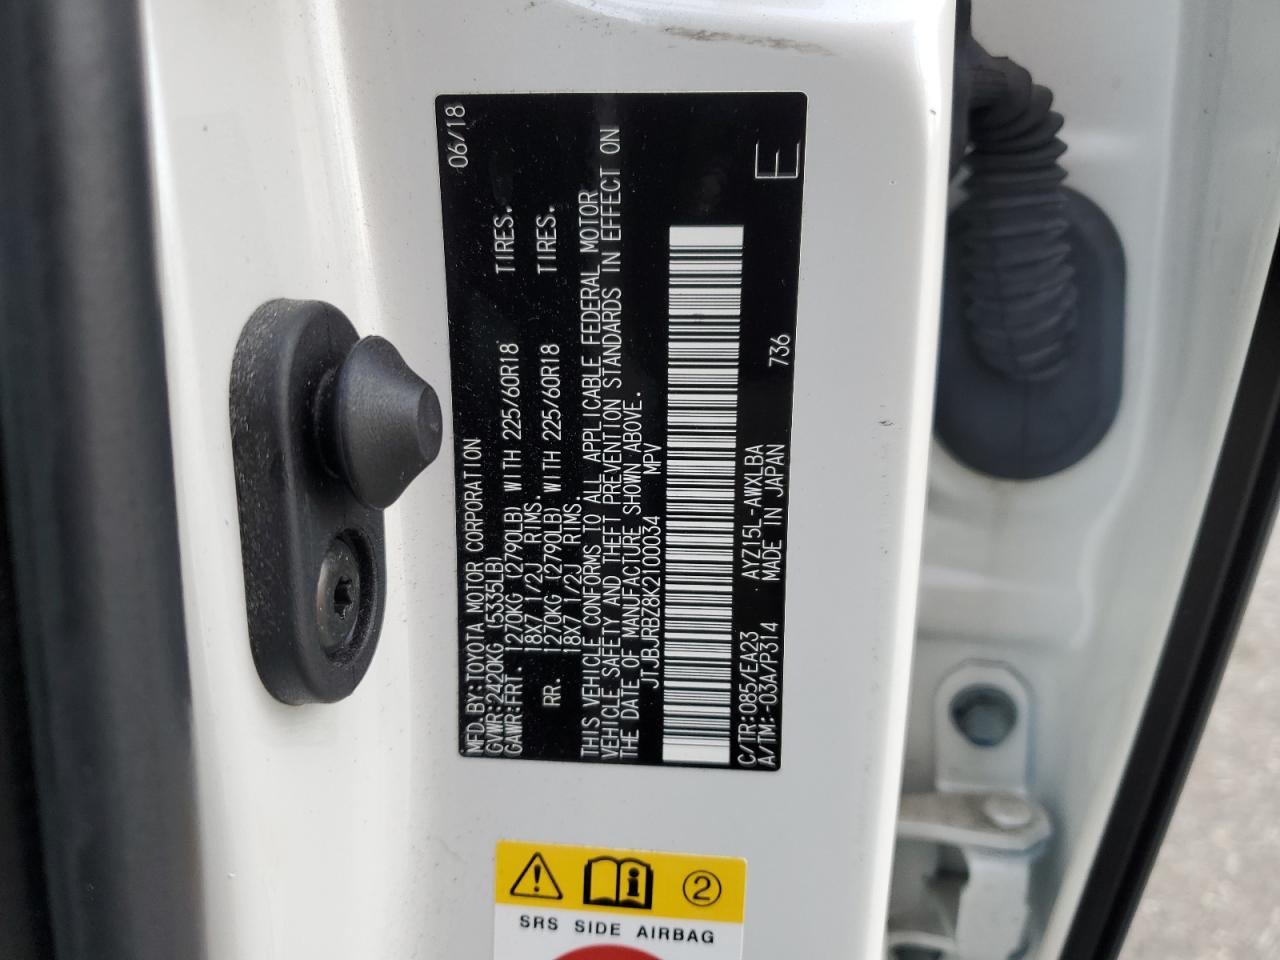 MFD.BY:TOYOTA MOTOR CORPORATION 06/18
GVWR:2420KG (5335LB)
GAWR:FRT. 1270KG (2790LB) WITH 225/60R18 TIRES.
18X7 1/2J RIMS.
RR. 1270KG (2790LB) WITH 225/60R18 TIRES.
18X7 1/2J RIMS.
THIS VEHICLE CONFORMS TO ALL APPLICABLE FEDERAL MOTOR
VEHICLE SAFETY AND THEFT PREVENTION STANDARDS IN EFFECT ON
THE DATE OF MANUFACTURE SHOWN ABOVE.
JTJBJRBZ8K2100034 MPV
C/TR:085/EA23 AYZ15L-AWXLBA
A/TM:-03A/P314 MADE IN JAPAN 736 E
2
SRS SIDE AIRBAG